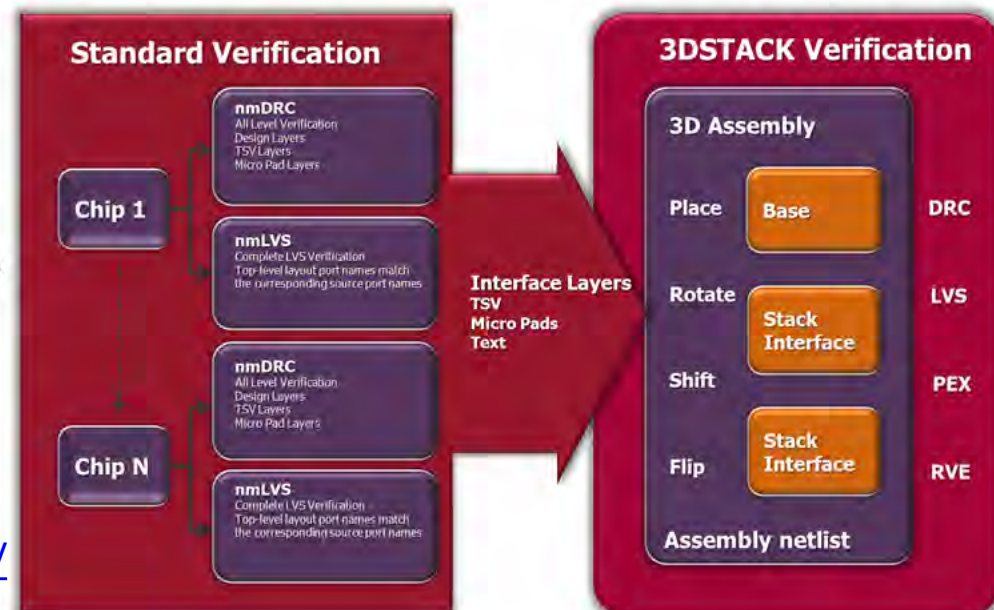 Standard Verification
Chip 1
nmDRC
All Level Verification
Design Layers
TSV Layers
Micro Pad Layers
nmLVS
Complete LVS Verification
Top-level layout port names match
the corresponding source port names
Chip N
nmDRC
All Level Verification
Design Layers
TSV Layers
Micro Pad Layers
nmLVS
Complete LVS Verification
Top-level layout port names match
the corresponding source port names
Interface Layers
TSV
Micro Pads
Text
3DSTACK Verification
3D Assembly
Place
Rotate
Shift
Flip
Base
Stack
Interface
Stack
Interface
Assembly netlist
DRC
LVS
PEX
RVE